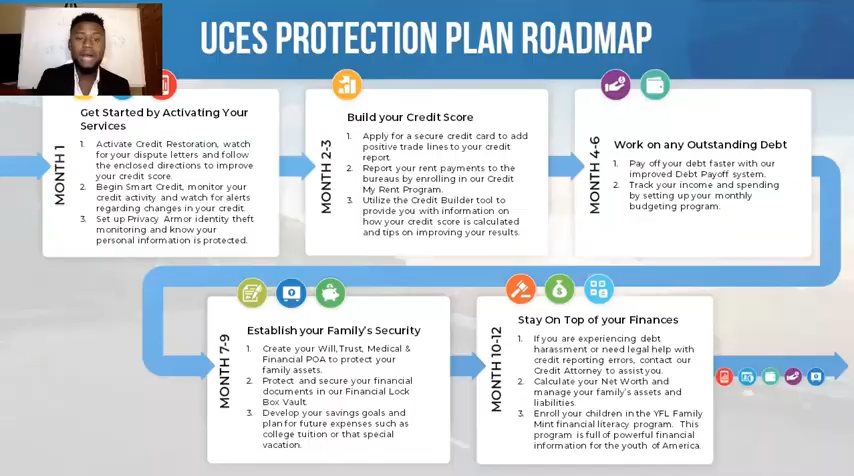 UCES PROTECTION PLAN ROADMAP
MONTH 1
Get Started by Activating Your
Services
1. Activate Credit Restoration, watch
for your dispute letters and follow
the enclosed directions to improve
your credit score.
2. Begin Smart Credit, monitor your
credit activity and watch for alerts
regarding changes in your credit.
3. Set up Privacy Armor identity theft
monitoring and know your
personal information is protected.
MONTH 2-3
Build your Credit Score
1. Apply for a secure credit card to add
positive trade lines to your credit
report.
2. Report your rent payments to the
bureaus by enrolling in our Credit
My Rent Program.
3. Utilize the Credit Builder tool to
provide you with information on
how your credit score is calculated
and tips on improving your results.
MONTH 4-6
Work on any Outstanding Debt
1. Pay off your debt faster with our
improved Debt Payoff system.
2. Track your income and spending
by setting up your monthly
budgeting program.
MONTH 7-9
Establish your Family's Security
1. Create your Will, Trust, Medical &
Financial POA to protect your
family assets.
2. Protect and secure your financial
documents in our Financial Lock
Box Vault.
3. Develop your savings goals and
plan for future expenses such as
college tuition or that special
vacation.
MONTH 10-12
Stay On Top of your Finances
1. If you are experiencing debt
harassment or need legal help with
credit reporting errors, contact our
Credit Attorney to assist you.
2. Calculate your Net Worth and
manage your family's assets and
liabilities.
3. Enroll your children in the YFL Family
Mint financial literacy program. This
program is full of powerful financial
information for the youth of America.